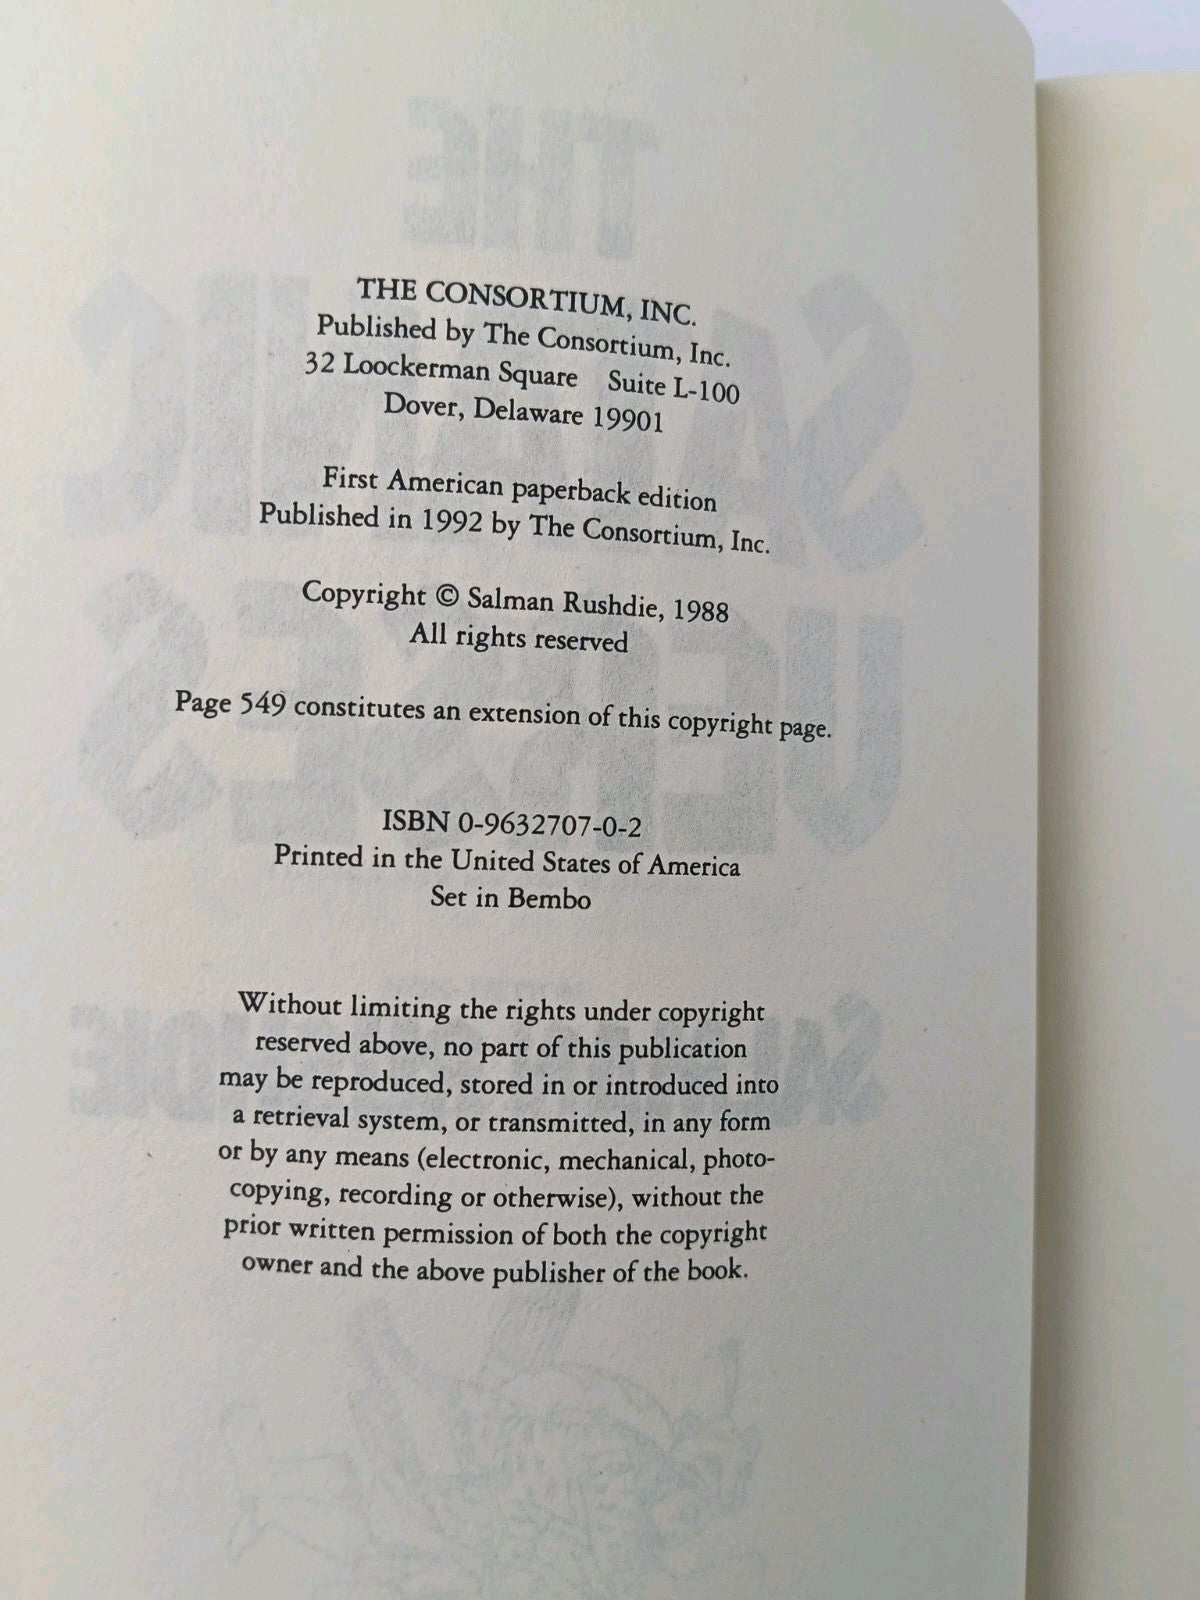 THE CONSORTIUM, INC.
Published by The Consortium, Inc.
32 Loockerman Square Suite L-100
Dover, Delaware 19901
First American paperback edition
Published in 1992 by The Consortium, Inc.
Copyright © Salman Rushdie, 1988
All rights reserved
Page 549 constitutes an extension of this copyright page.
ISBN 0-9632707-0-2
Printed in the United States of America
Set in Bembo
Without limiting the rights under copyright
reserved above, no part of this publication
may be reproduced, stored in or introduced into
a retrieval system, or transmitted, in any form
or by any means (electronic, mechanical, photo-
copying, recording or otherwise), without the
prior written permission of both the copyright
owner and the above publisher of the book.
THE
SATANIC
VERSES